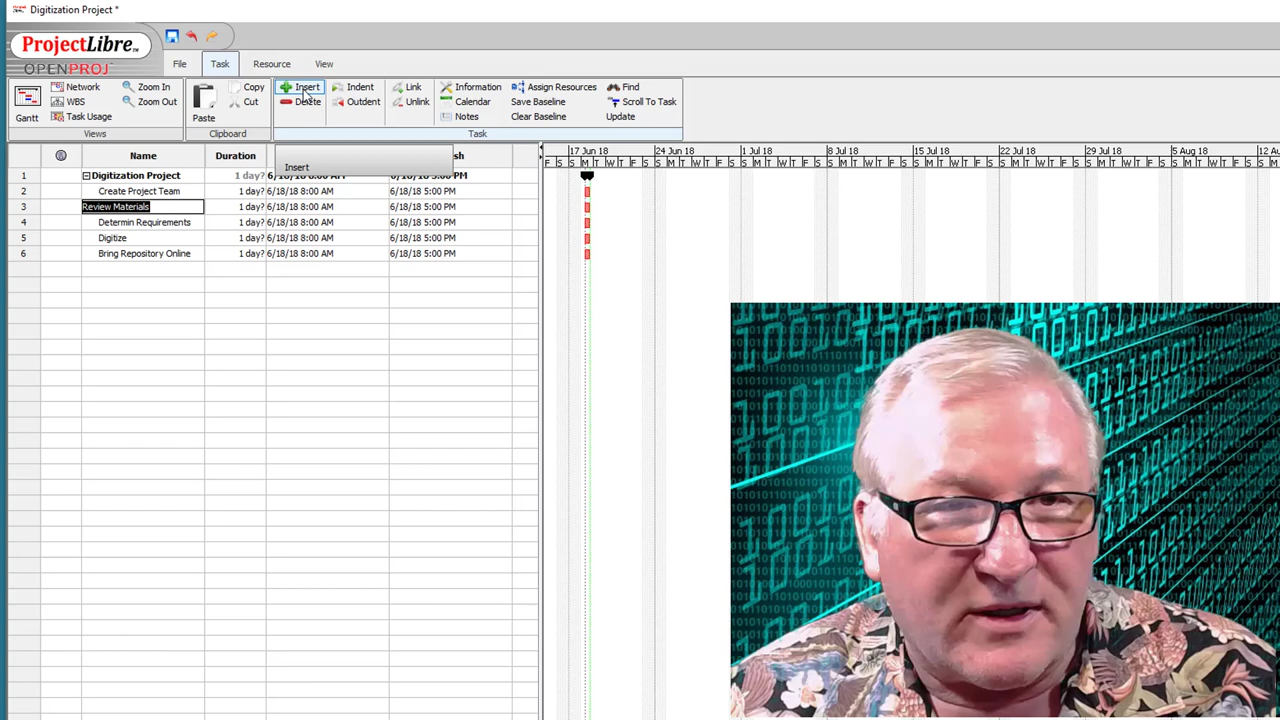 Digitization Project *
ProjectLibre™
OPENPROJ
File Task Resource View
Gantt
Network
WBS
Task Usage
Zoom In
Zoom Out
Views
Paste
Copy
Cut
Clipboard
Insert
Delete
Indent
Outdent
Link
Unlink
Information
Calendar
Notes
Assign Resources
Save Baseline
Clear Baseline
Find
Scroll To Task
Update
Task
Insert
Name Duration
17 Jun 18 24 Jun 18 1 Jul 18 8 Jul 18 15 Jul 18 22 Jul 18 29 Jul 18 5 Aug 18
F S S M T W T F S S M T W T F S S M T W T F S S M T W T F S S M T W T F S S M T W T F S S M T W T F S S M T W T F S S M
1 Digitization Project 1 day? 6/18/18 8:00 AM
2 Create Project Team 1 day? 6/18/18 8:00 AM 6/18/18 5:00 PM
3 Review Materials 1 day? 6/18/18 8:00 AM 6/18/18 5:00 PM
4 Determin Requirements 1 day? 6/18/18 8:00 AM 6/18/18 5:00 PM
5 Digitize 1 day? 6/18/18 8:00 AM 6/18/18 5:00 PM
6 Bring Repository Online 1 day? 6/18/18 8:00 AM 6/18/18 5:00 PM